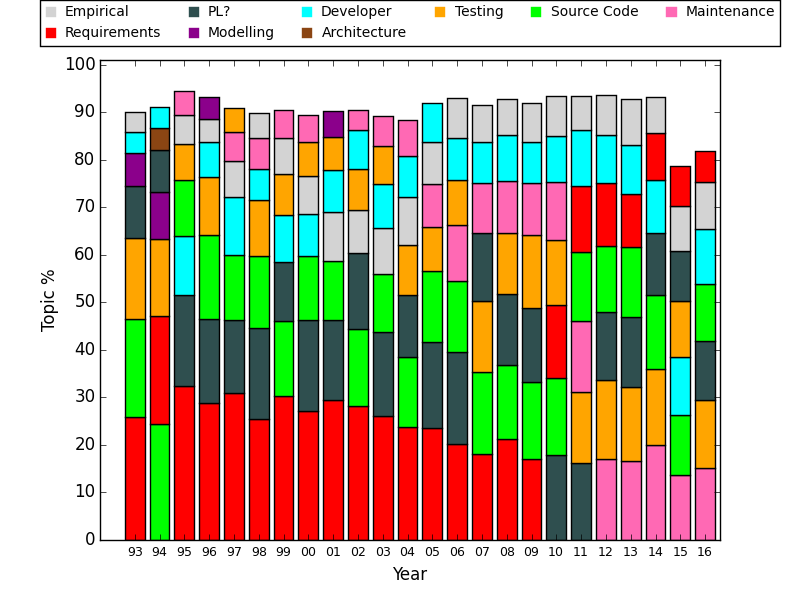 Empirical PL? Developer Testing Source Code Maintenance
Requirements Modelling Architecture
100
90
80
70
60
50
40
30
20
10
0
Topic %
93 94 95 96 97 98 99 00 01 02 03 04 05 06 07 08 09 10 11 12 13 14 15 16
Year